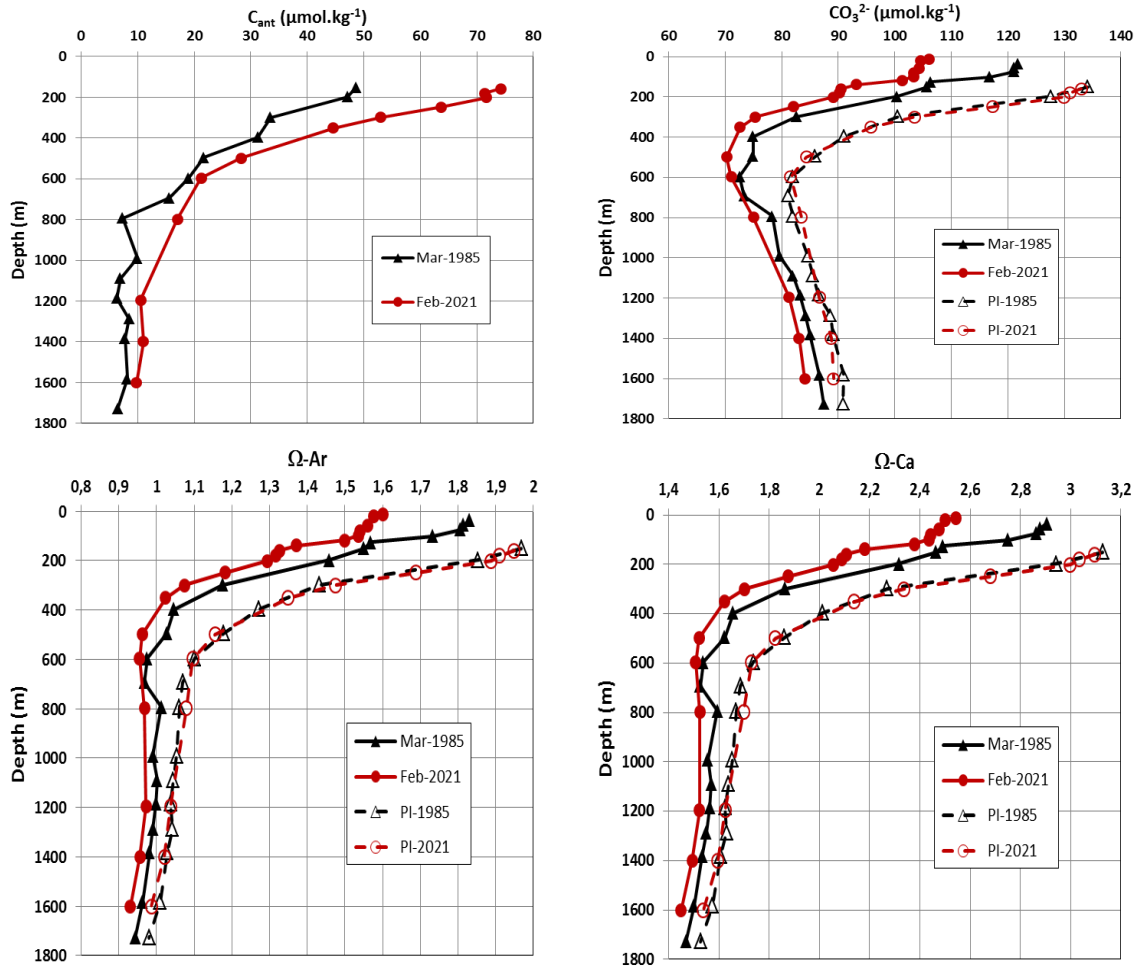 C_ant (µmol.kg⁻¹)
0 10 20 30 40 50 60 70 80
0
200
400
600
800
1000
1200
1400
1600
1800
Depth (m)
Mar-1985
Feb-2021
CO₃²⁻ (µmol.kg⁻¹)
60 70 80 90 100 110 120 130 140
0
200
400
600
800
1000
1200
1400
1600
1800
Depth (m)
Mar-1985
Feb-2021
PI-1985
PI-2021
Ω-Ar
0,8 0,9 1 1,1 1,2 1,3 1,4 1,5 1,6 1,7 1,8 1,9 2
0
200
400
600
800
1000
1200
1400
1600
1800
Depth (m)
Mar-1985
Feb-2021
PI-1985
PI-2021
Ω-Ca
1,4 1,6 1,8 2 2,2 2,4 2,6 2,8 3 3,2
0
200
400
600
800
1000
1200
1400
1600
1800
Depth (m)
Mar-1985
Feb-2021
PI-1985
PI-2021